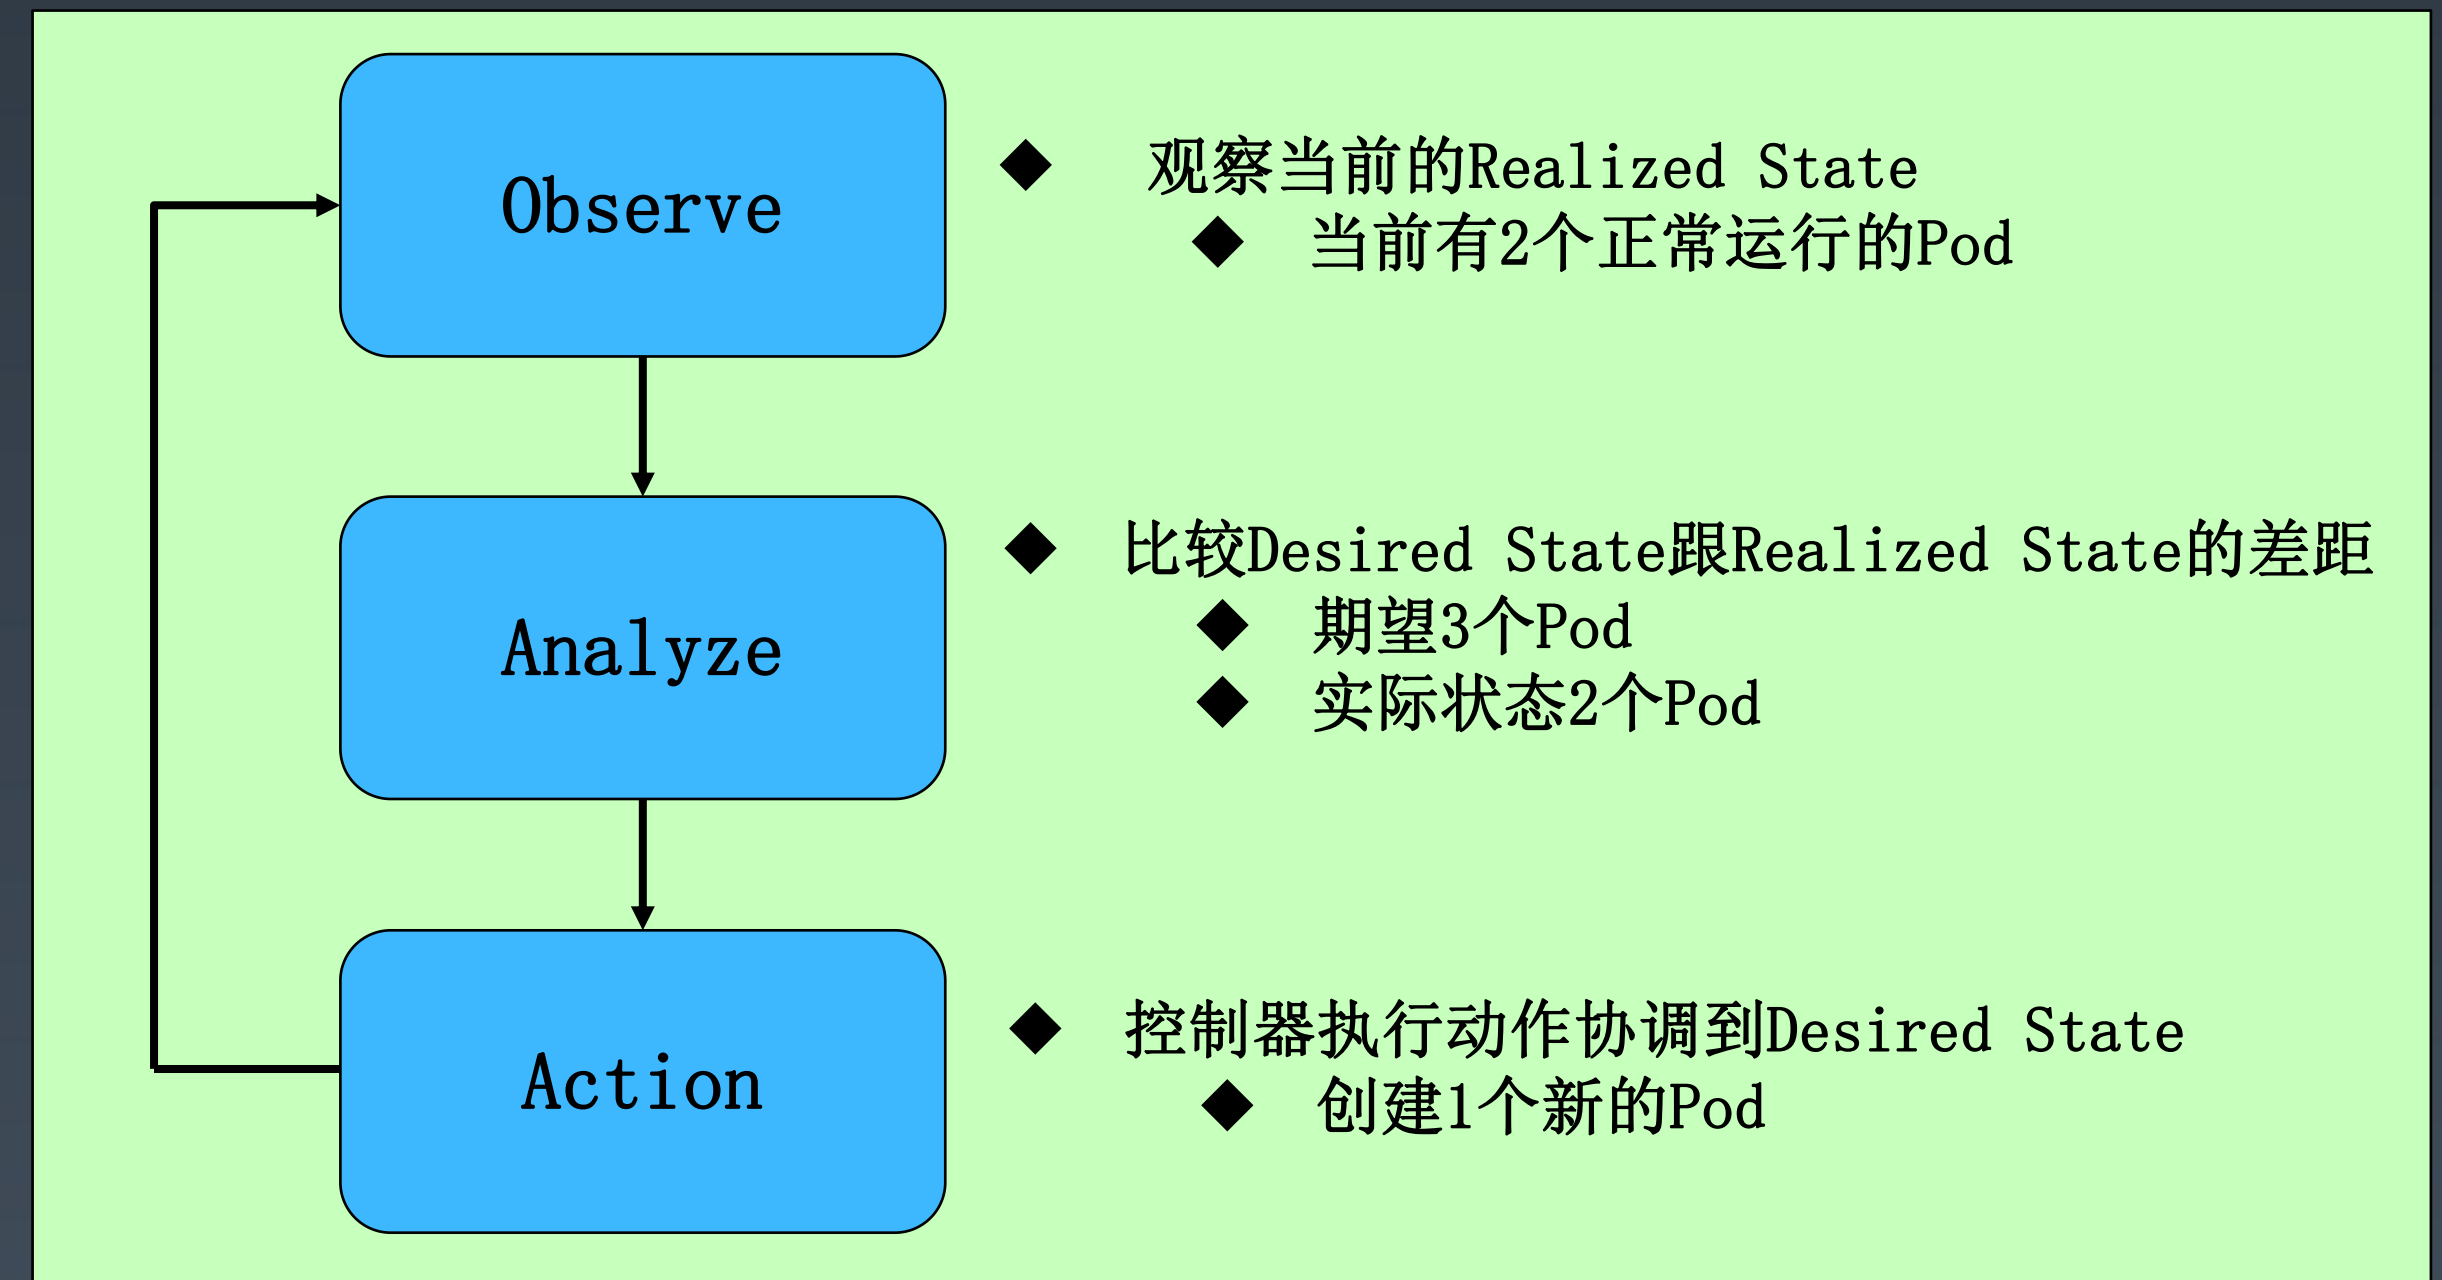 Observe
◆ 观察当前的Realized State
◆ 当前有2个正常运行的Pod
Analyze
◆ 比较Desired State跟Realized State的差距
◆ 期望3个Pod
◆ 实际状态2个Pod
Action
◆ 控制器执行动作协调到Desired State
◆ 创建1个新的Pod